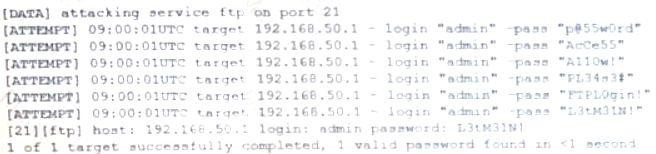 [DATA] attacking service ftp on port 21
[ATTEMPT] 09:00:01UTC target 192.168.50.1 - login "admin" -pass "p@55w0rd"
[ATTEMPT] 09:00:01UTC target 192.168.50.1 - login "admin" -pass "AcCe55"
[ATTEMPT] 09:00:01UTC target 192.168.50.1 - login "admin" -pass "A110w!"
[ATTEMPT] 09:00:01UTC target 192.168.50.1 - login "admin" -pass "PL34s3#"
[ATTEMPT] 09:00:01UTC target 192.168.50.1 - login "admin" -pass "FTPL0gin!"
[ATTEMPT] 09:00:01UTC target 192.168.50.1 - login "admin" -pass "L3tM31N!"
[21][ftp] host: 192.168.50.1 login: admin password: L3tM31N!
1 of 1 target successfully completed, 1 valid password found in <1 second